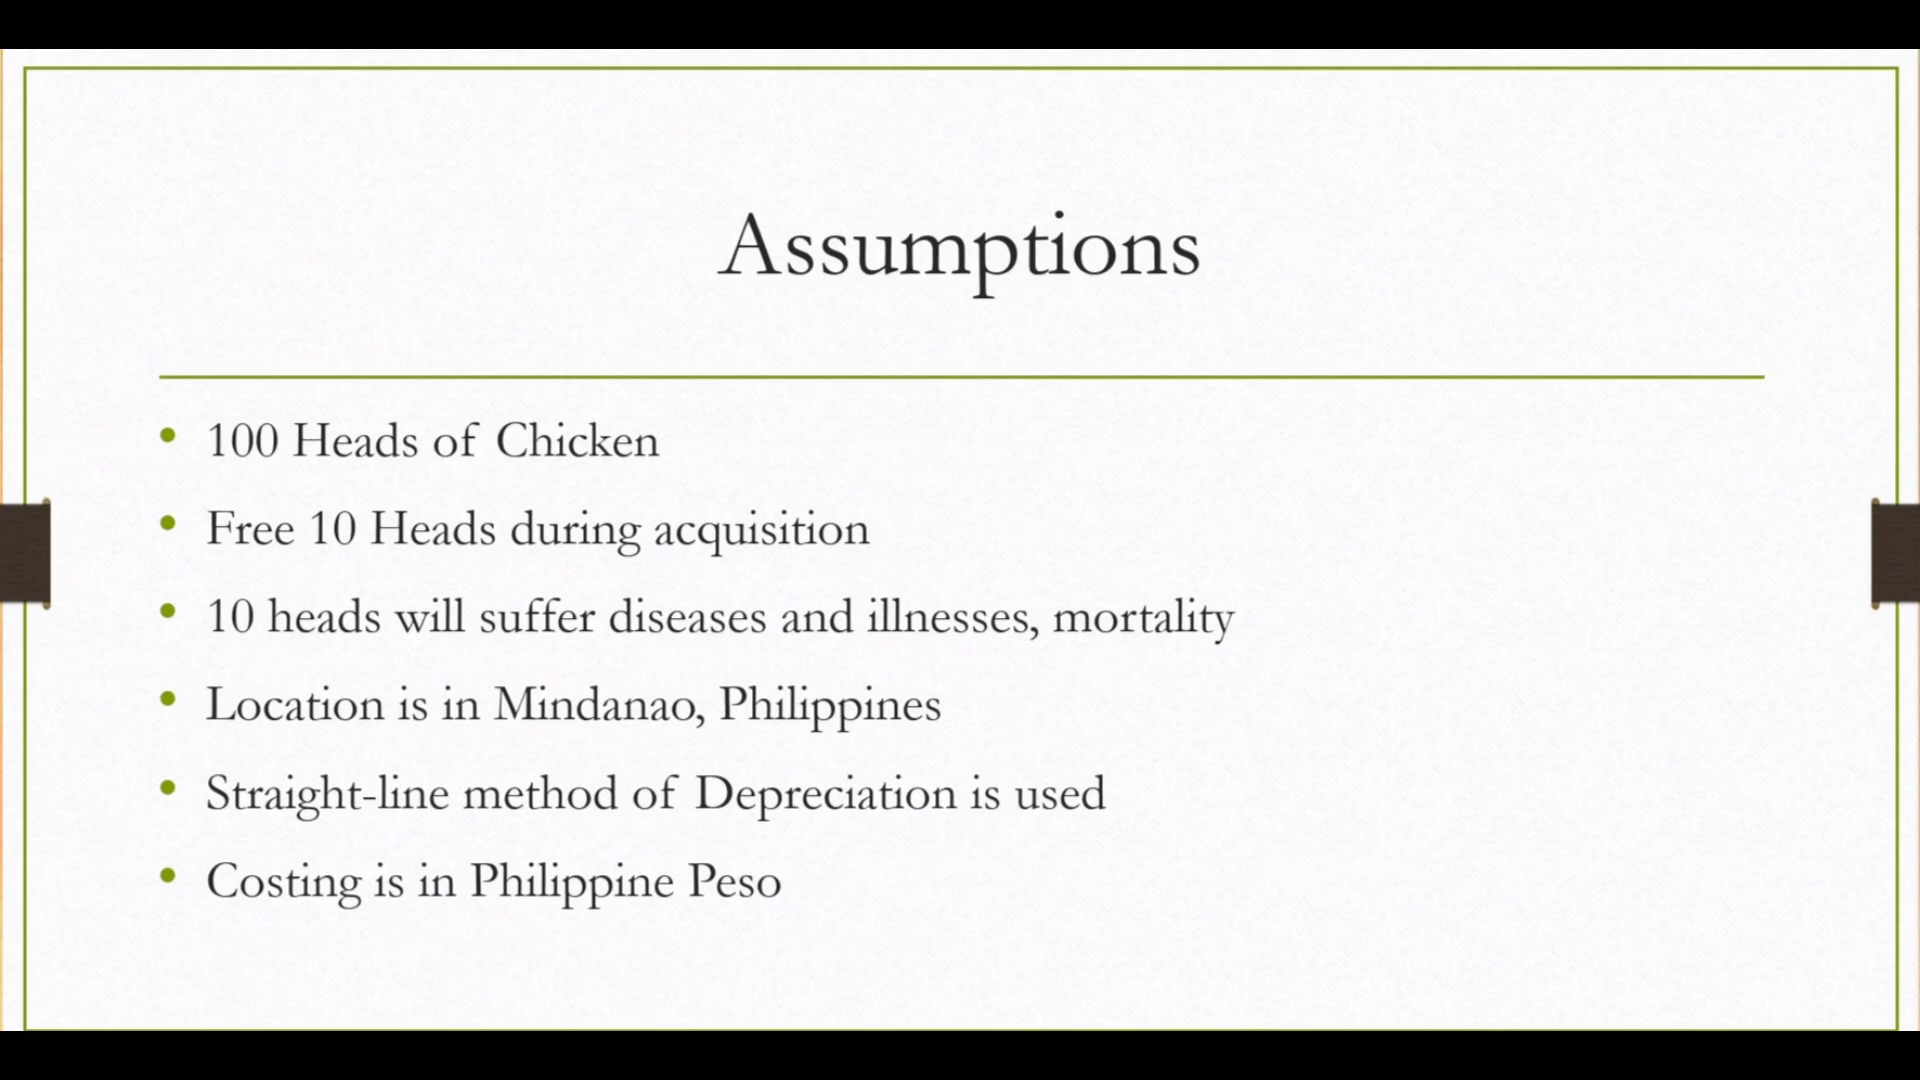 Assumptions
• 100 Heads of Chicken
• Free 10 Heads during acquisition
• 10 heads will suffer diseases and illnesses, mortality
• Location is in Mindanao, Philippines
• Straight-line method of Depreciation is used
• Costing is in Philippine Peso